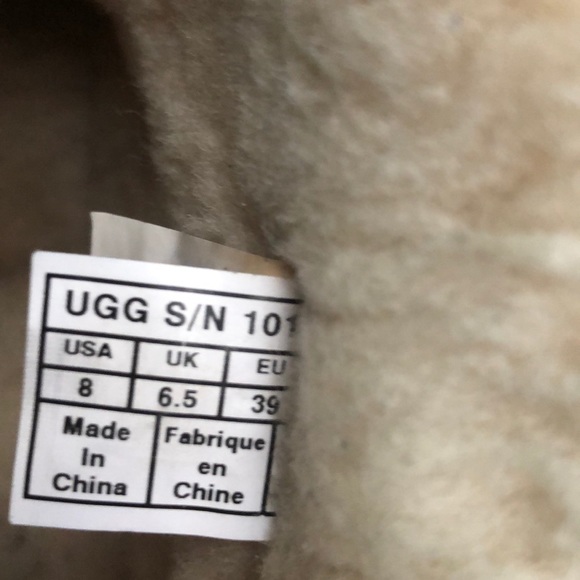 UGG S/N 101
USA UK EU
8 6.5 39
Made Fabrique
In en
China Chine